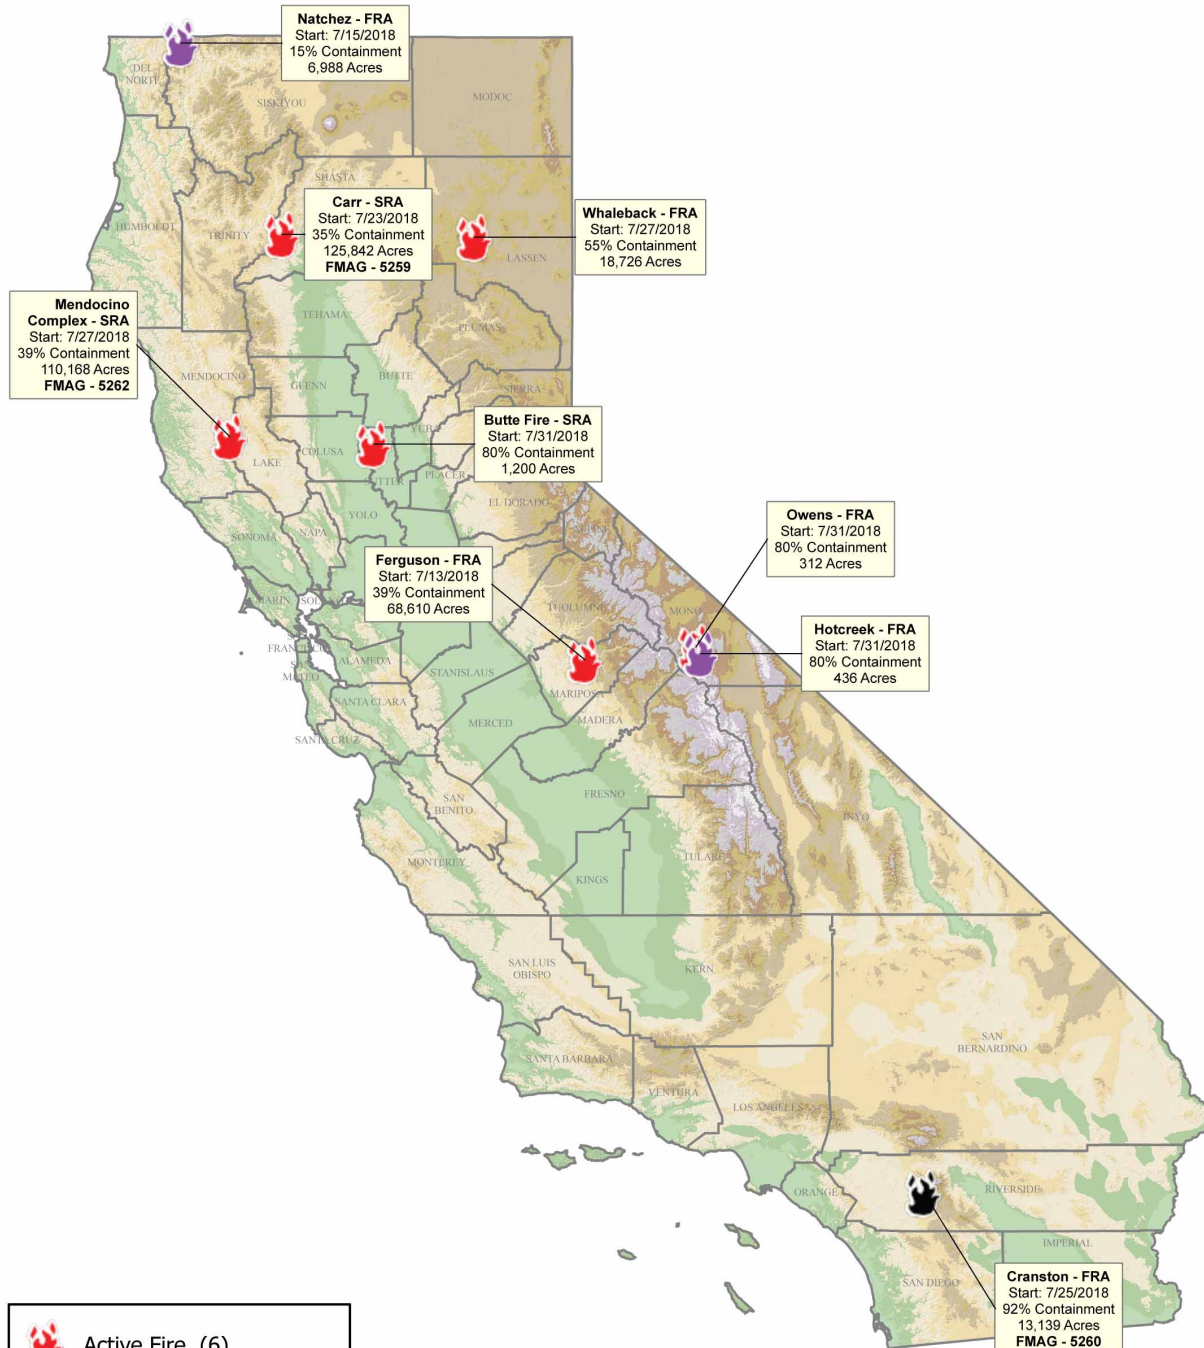 Natchez - FRA
Start: 7/15/2018
15% Containment
6,988 Acres
DEL
NORTE
SISKIYOU
MODOC
SHASTA
Carr - SRA
Start: 7/23/2018
35% Containment
125,842 Acres
FMAG - 5259
Whaleback - FRA
Start: 7/27/2018
55% Containment
18,726 Acres
HUMBOLDT
TRINITY
LASSEN
Mendocino
Complex - SRA
Start: 7/27/2018
39% Containment
110,168 Acres
FMAG - 5262
TEHAMA
PLUMAS
MENDOCINO
GLENN
BUTTE
SIERRA
Butte Fire - SRA
Start: 7/31/2018
80% Containment
1,200 Acres
YUBA
COLUSA
LAKE
SUTTER
PLACER
EL DORADO
YOLO
SONOMA
NAPA
Owens - FRA
Start: 7/31/2018
80% Containment
312 Acres
Ferguson - FRA
Start: 7/13/2018
39% Containment
68,610 Acres
MARIN
SOLANO
TUOLUMNE
MONO
Hotcreek - FRA
Start: 7/31/2018
80% Containment
436 Acres
SAN
FRANCISCO
ALAMEDA
SAN
MATEO
STANISLAUS
MARIPOSA
SANTA CLARA
MERCED
MADERA
SANTA CRUZ
SAN
BENITO
FRESNO
INYO
MONTEREY
TULARE
KINGS
SAN LUIS
OBISPO
KERN
SAN
BERNARDINO
SANTA BARBARA
VENTURA
LOS ANGELES
ORANGE
RIVERSIDE
IMPERIAL
SAN DIEGO
Cranston - FRA
Start: 7/25/2018
92% Containment
13,139 Acres
FMAG - 5260
Active Fire (6)